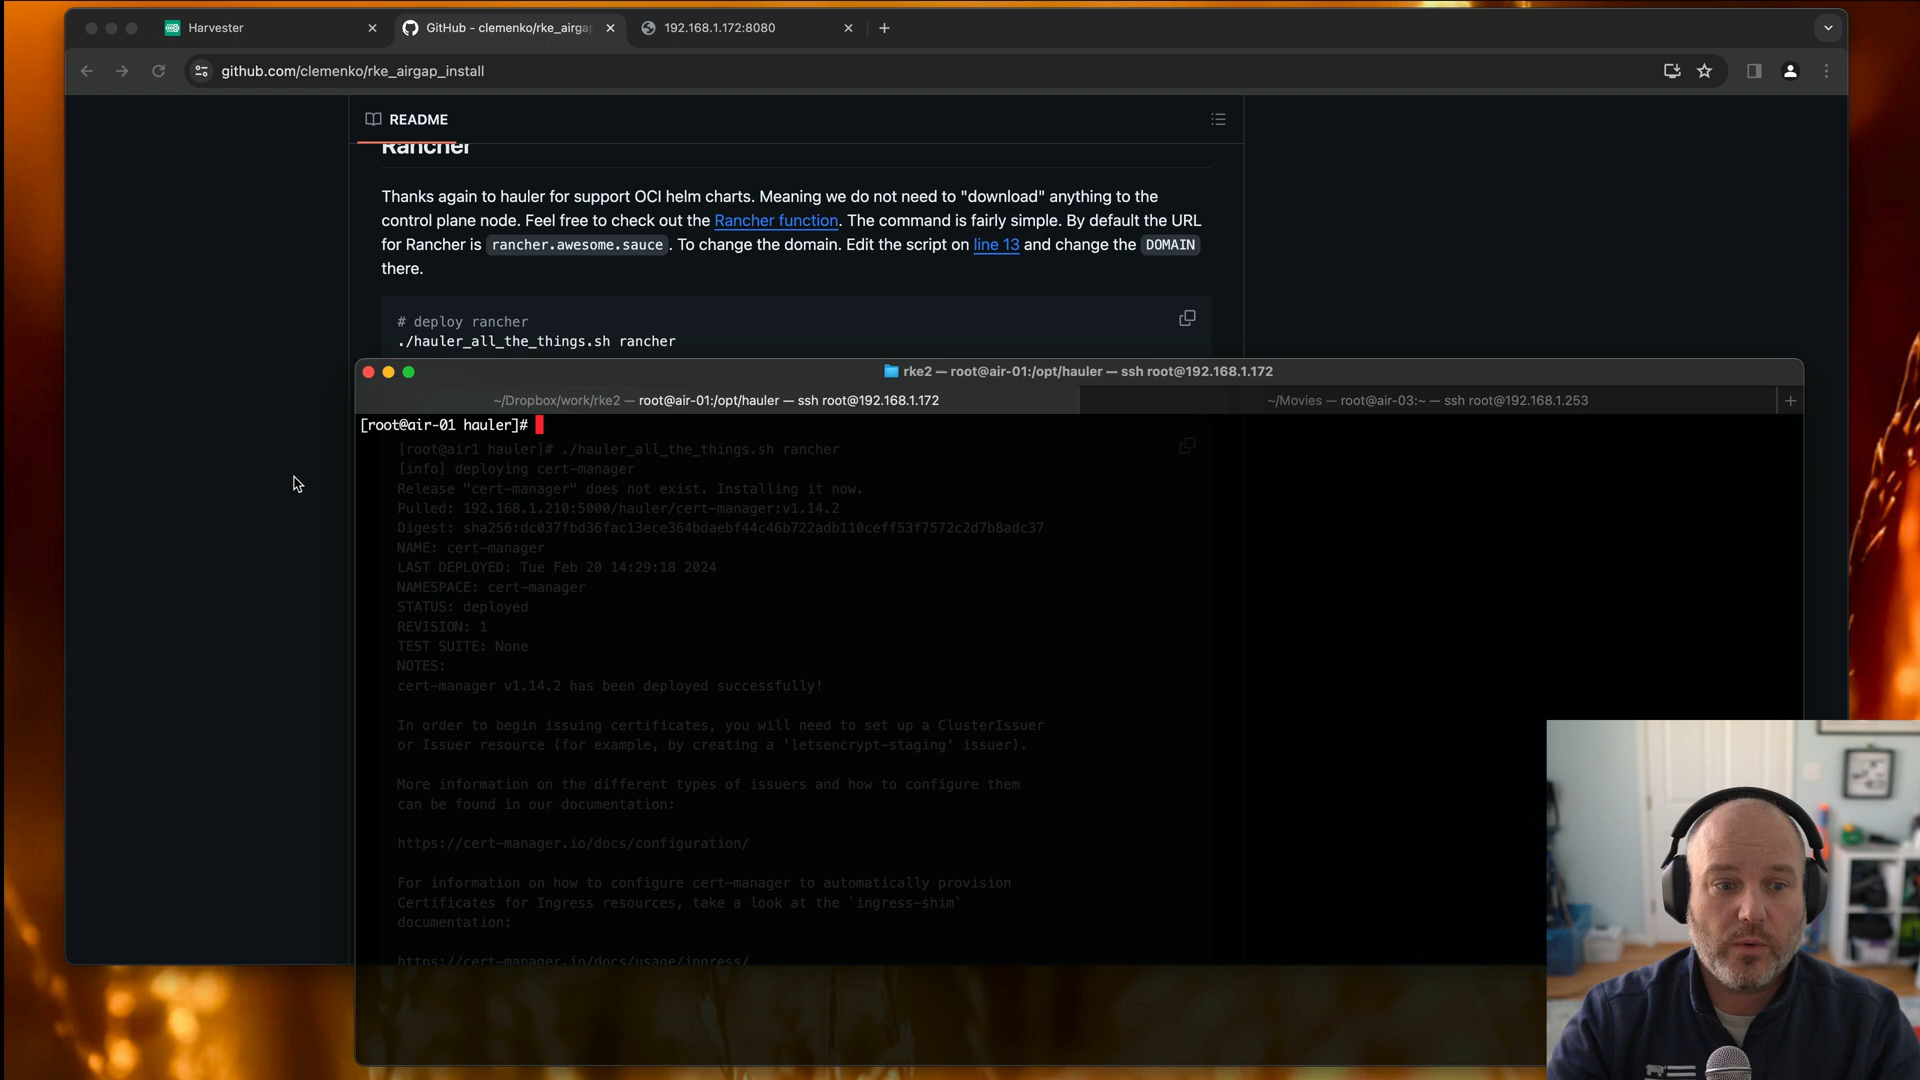 Harvester
GitHub - clemenko/rke_airga
192.168.1.172:8080
github.com/clemenko/rke_airgap_install
README
Rancher
Thanks again to hauler for support OCI helm charts. Meaning we do not need to "download" anything to the
control plane node. Feel free to check out the Rancher function. The command is fairly simple. By default the URL
for Rancher is rancher.awesome.sauce. To change the domain. Edit the script on line 13 and change the DOMAIN
there.
# deploy rancher
./hauler_all_the_things.sh rancher
rke2 — root@air-01:/opt/hauler — ssh root@192.168.1.172
~/Dropbox/work/rke2 — root@air-01:/opt/hauler — ssh root@192.168.1.172
~/Movies — root@air-03:~ — ssh root@192.168.1.253
[root@air-01 hauler]#
[root@air1 hauler]# ./hauler_all_the_things.sh rancher
[info] deploying cert-manager
Release "cert-manager" does not exist. Installing it now.
Pulled: 192.168.1.210:5000/hauler/cert-manager:v1.14.2
Digest: sha256:dc037fbd36fac13ece364bdaebf44c46b722adb110ceff53f7572c2d7b8adc37
NAME: cert-manager
LAST DEPLOYED: Tue Feb 20 14:29:18 2024
NAMESPACE: cert-manager
STATUS: deployed
REVISION: 1
TEST SUITE: None
NOTES:
cert-manager v1.14.2 has been deployed successfully!
In order to begin issuing certificates, you will need to set up a ClusterIssuer
or Issuer resource (for example, by creating a 'letsencrypt-staging' issuer).
More information on the different types of issuers and how to configure them
can be found in our documentation:
https://cert-manager.io/docs/configuration/
For information on how to configure cert-manager to automatically provision
Certificates for Ingress resources, take a look at the `ingress-shim`
documentation:
https://cert-manager.io/docs/usage/ingress/